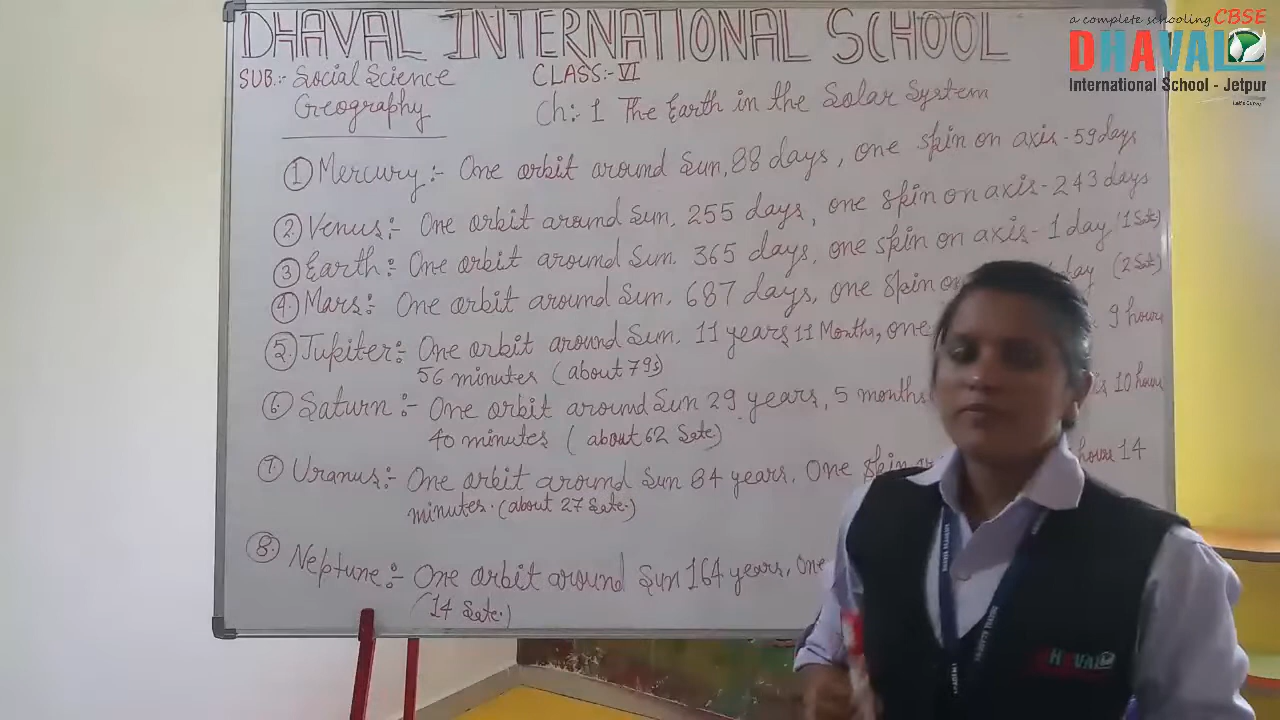 DHAVAL INTERNATIONAL SCHOOL
a complete schooling CBSE
DHAVAL
International School - Jetpur
SUB:- Social Science
CLASS:- VI
Geography
Ch:- 1 The Earth in the Solar System
① Mercury:- One orbit around Sun, 88 days, one spin on axis - 59 days
② Venus:- One orbit around Sun. 255 days, one spin on axis - 243 days
③ Earth:- One orbit around Sun. 365 days, one spin on axis - 1 day (1 Sate)
④ Mars:- One orbit around Sun. 687 days, one spin on day (2 Sate)
⑤ Jupiter:- One orbit around Sun. 11 years 11 Months, one 9 hours
56 minutes (about 79s)
⑥ Saturn:- One orbit around Sun 29 years, 5 months 10 hours
40 minutes (about 62 Sate)
⑦ Uranus:- One orbit around Sun 84 years. One spin hours 14
minutes. (about 27 Sate.)
8. Neptune:- One orbit around Sun 164 years, One
(14 Sate.)
DHAVAL